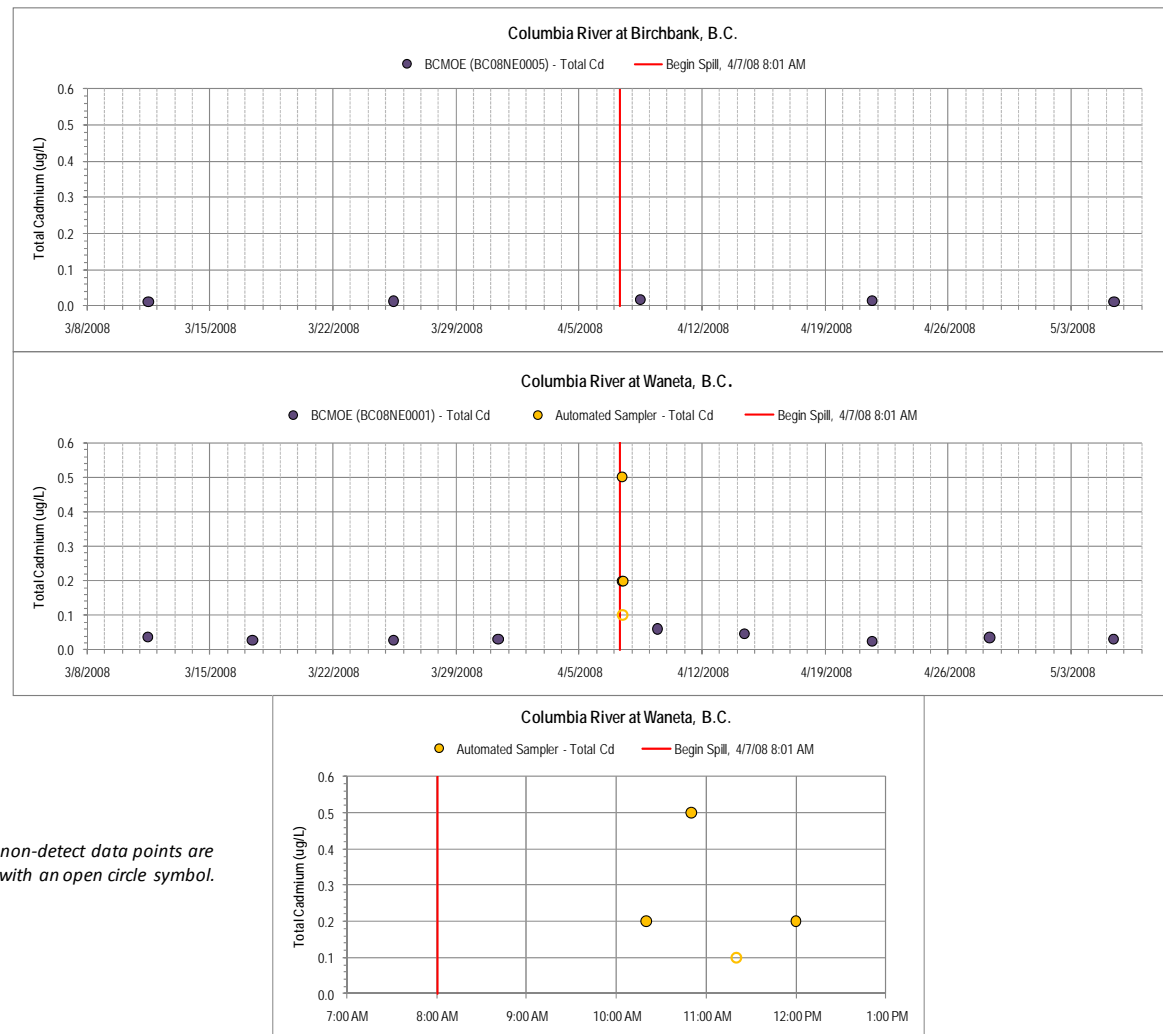 Columbia River at Birchbank, B.C.
BCMOE (BC08NE0005) - Total Cd
Begin Spill, 4/7/08 8:01 AM
Total Cadmium (ug/L)
0.6
0.5
0.4
0.3
0.2
0.1
0.0
3/8/2008 3/15/2008 3/22/2008 3/29/2008 4/5/2008 4/12/2008 4/19/2008 4/26/2008 5/3/2008
Columbia River at Waneta, B.C.
BCMOE (BC08NE0001) - Total Cd
Automated Sampler - Total Cd
Begin Spill, 4/7/08 8:01 AM
Total Cadmium (ug/L)
0.6
0.5
0.4
0.3
0.2
0.1
0.0
3/8/2008 3/15/2008 3/22/2008 3/29/2008 4/5/2008 4/12/2008 4/19/2008 4/26/2008 5/3/2008
non-detect data points are
with an open circle symbol.
Columbia River at Waneta, B.C.
Automated Sampler - Total Cd
Begin Spill, 4/7/08 8:01 AM
Total Cadmium (ug/L)
0.6
0.5
0.4
0.3
0.2
0.1
0.0
7:00 AM 8:00 AM 9:00 AM 10:00 AM 11:00 AM 12:00 PM 1:00 PM